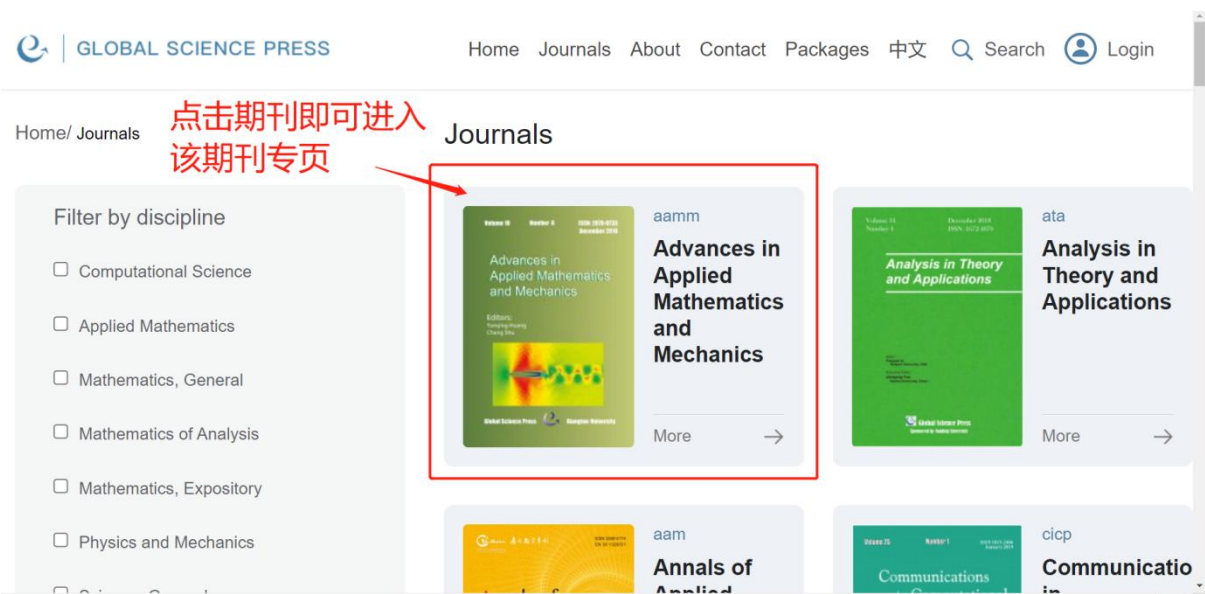 GLOBAL SCIENCE PRESS
Home Journals About Contact Packages 中文 Search Login
Home/ Journals
点击期刊即可进入
该期刊专页
Journals
Filter by discipline
Computational Science
Applied Mathematics
Mathematics, General
Mathematics of Analysis
Mathematics, Expository
Physics and Mechanics
Advances in
Applied Mathematics
and Mechanics
Editors:
aamm
Advances in
Applied
Mathematics
and
Mechanics
More
Analysis in Theory
and Applications
Global Science Press
ata
Analysis in
Theory and
Applications
More
aam
Annals of
Applied
Communications
cicp
Communicatio
in